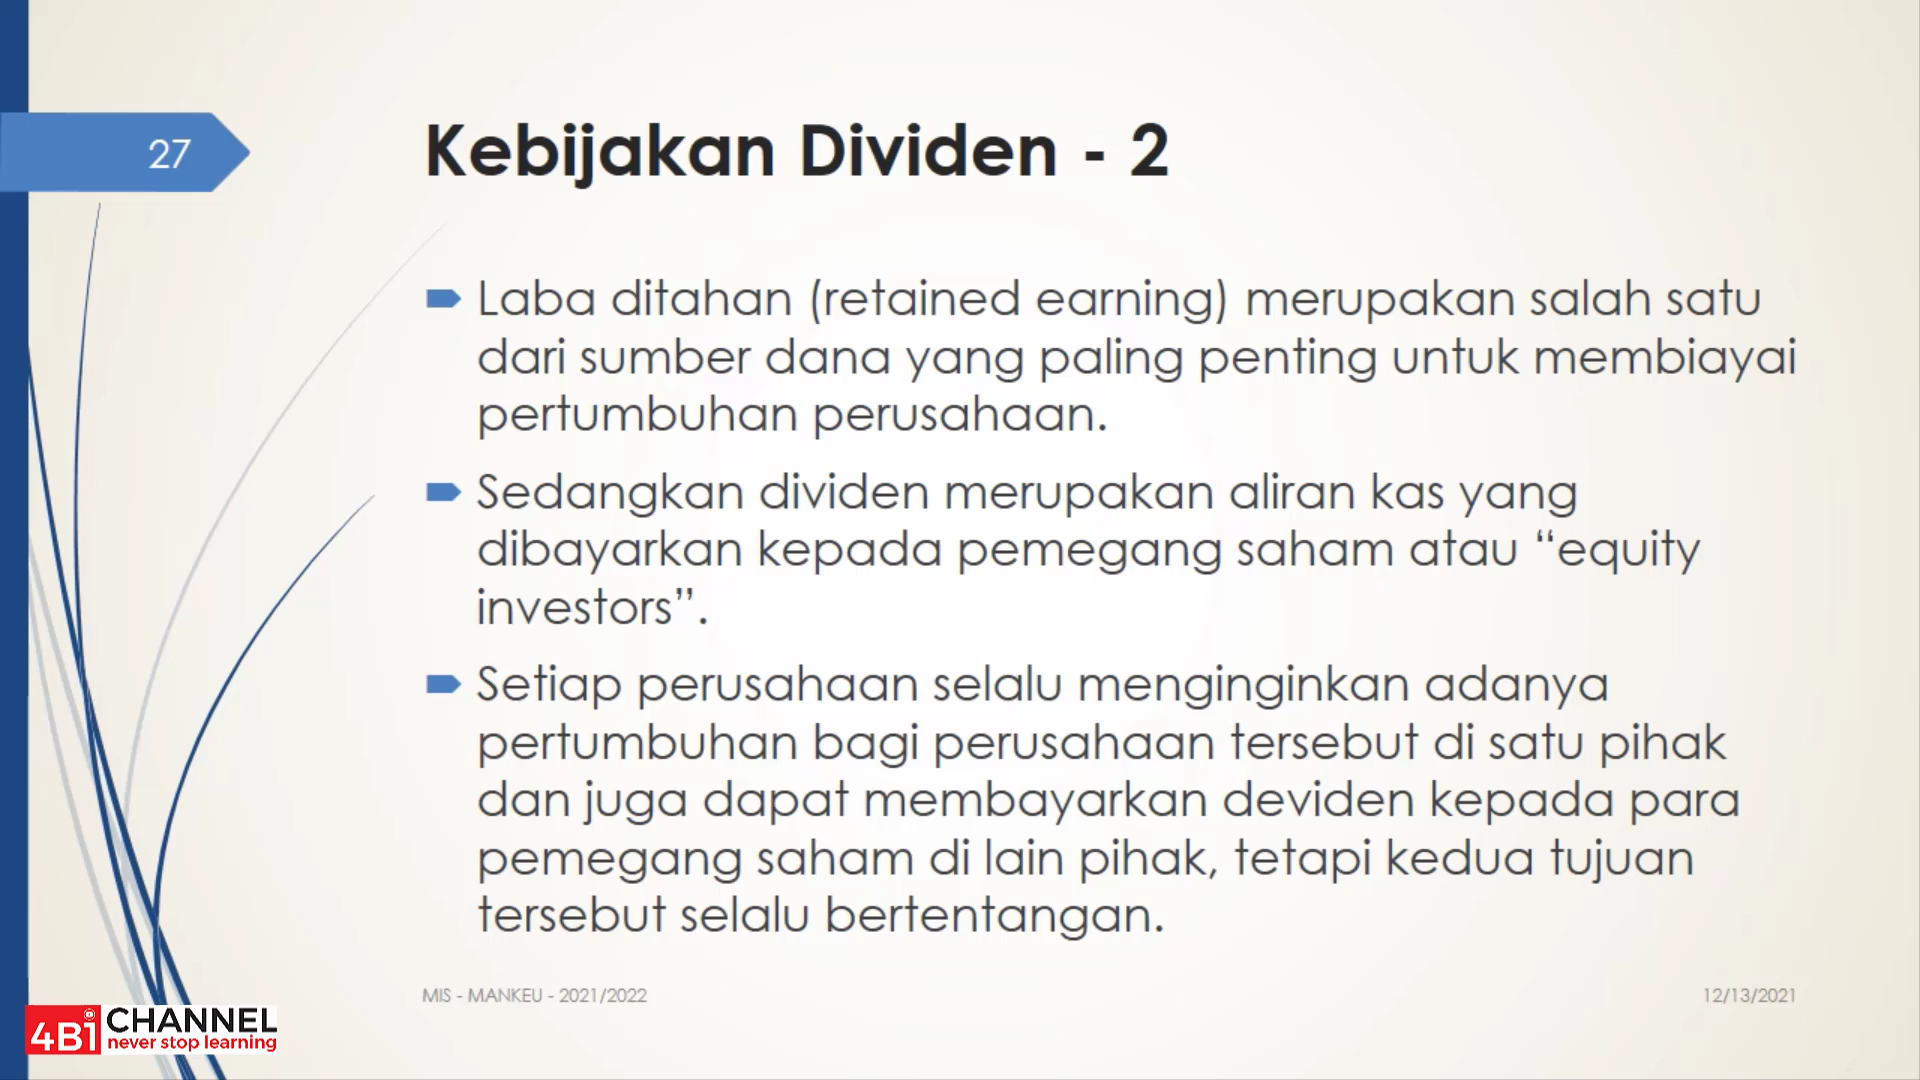 27
Kebijakan Dividen - 2
Laba ditahan (retained earning) merupakan salah satu
dari sumber dana yang paling penting untuk membiayai
pertumbuhan perusahaan.
Sedangkan dividen merupakan aliran kas yang
dibayarkan kepada pemegang saham atau “equity
investors”.
Setiap perusahaan selalu menginginkan adanya
pertumbuhan bagi perusahaan tersebut di satu pihak
dan juga dapat membayarkan deviden kepada para
pemegang saham di lain pihak, tetapi kedua tujuan
tersebut selalu bertentangan.
MIS - MANKEU - 2021/2022
12/13/2021
4Bi CHANNEL
never stop learning